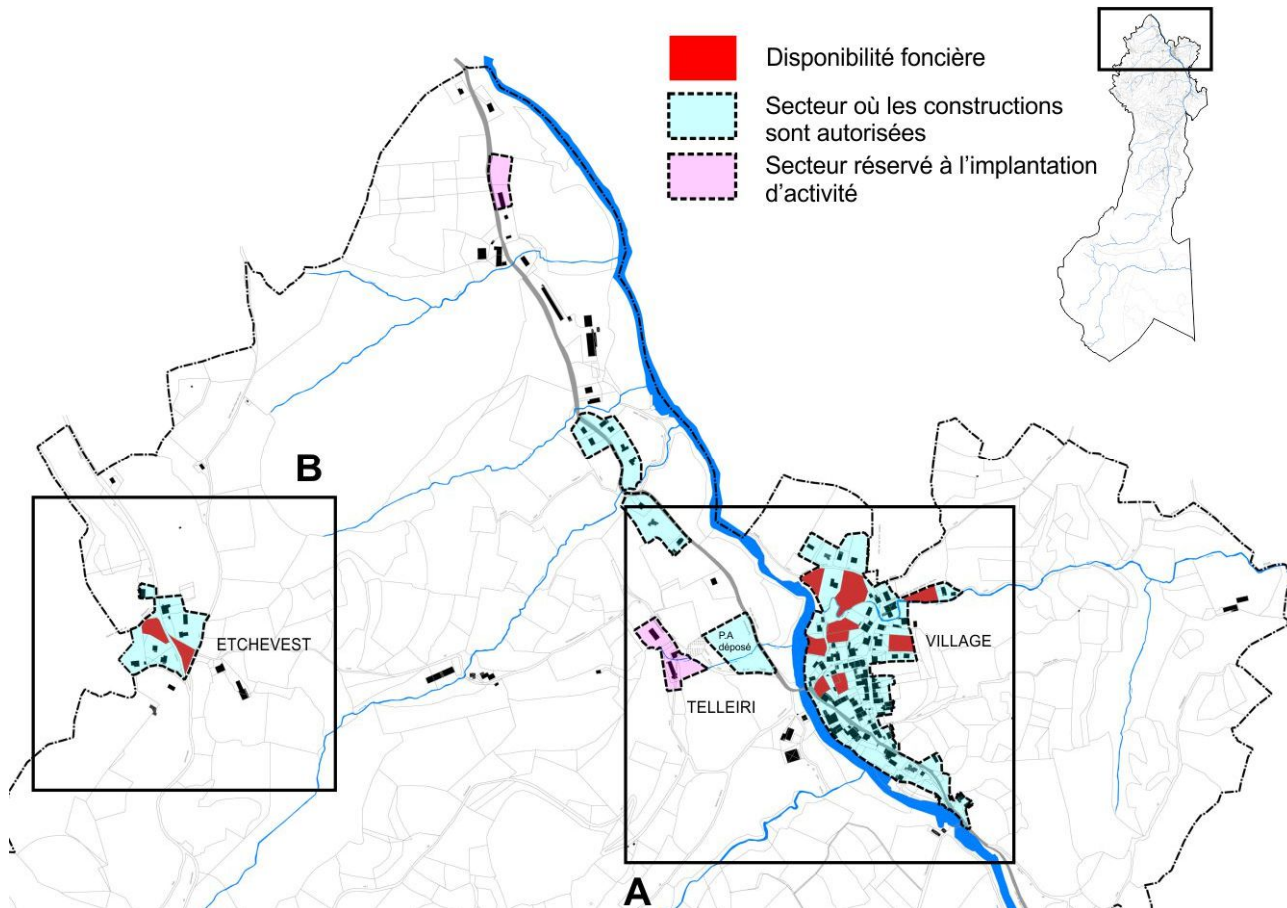 Disponibilité foncière
Secteur où les constructions
sont autorisées
Secteur réservé à l'implantation
d'activité
B
ETCHEVEST
P.A
déposé
VILLAGE
TELLEIRI
A